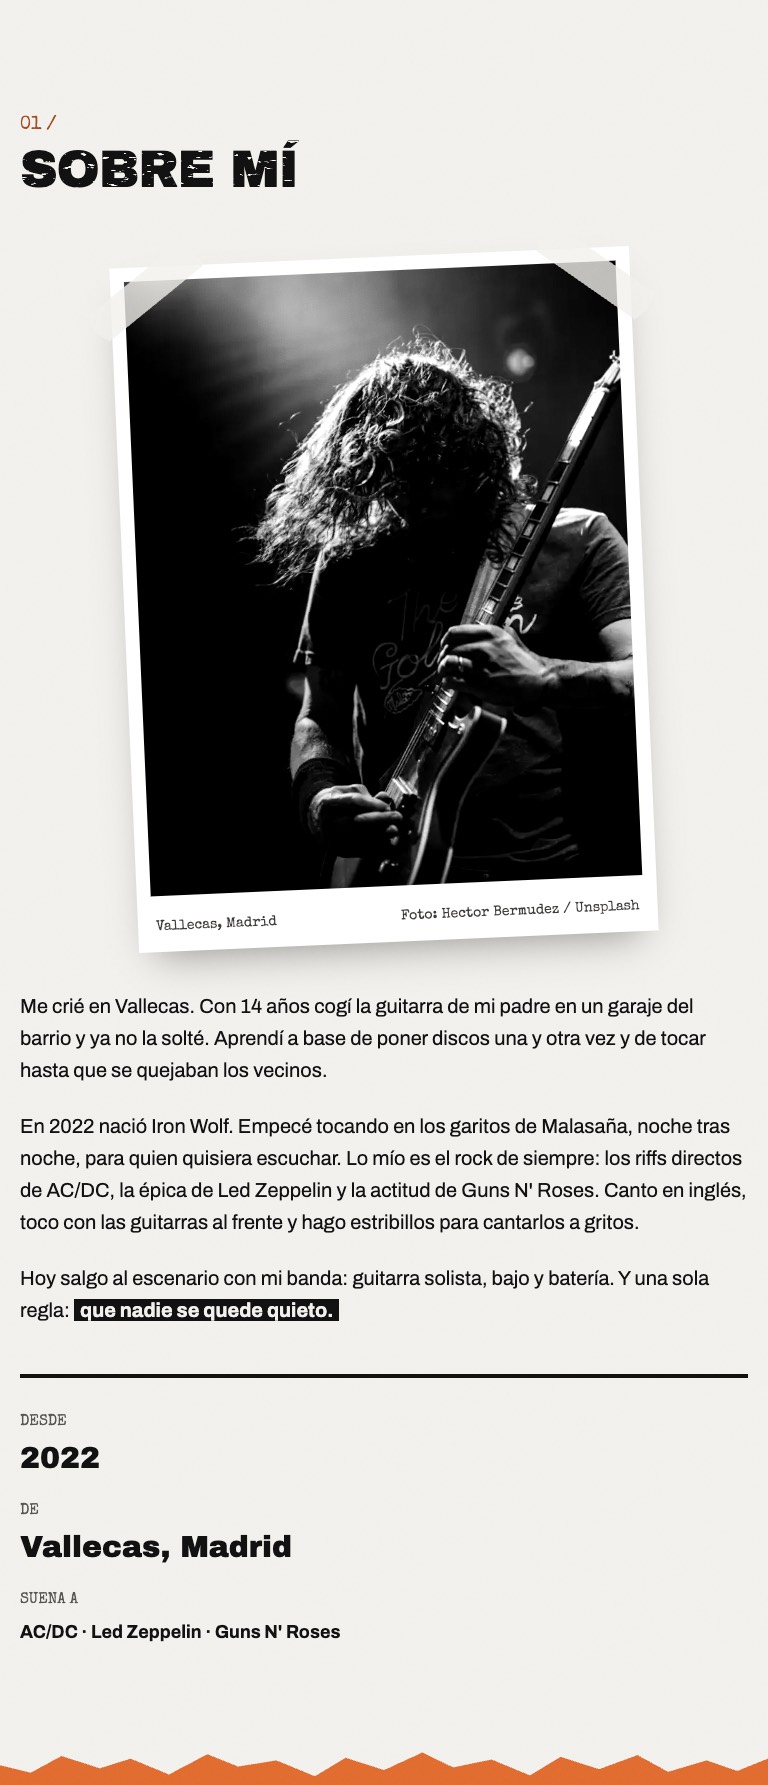 01 /
SOBRE MÍ
The
Gol
Vallecas, Madrid
Foto: Hector Bermudez / Unsplash
Me crié en Vallecas. Con 14 años cogí la guitarra de mi padre en un garaje del
barrio y ya no la solté. Aprendí a base de poner discos una y otra vez y de tocar
hasta que se quejaban los vecinos.
En 2022 nació Iron Wolf. Empecé tocando en los garitos de Malasaña, noche tras
noche, para quien quisiera escuchar. Lo mío es el rock de siempre: los riffs directos
de AC/DC, la épica de Led Zeppelin y la actitud de Guns N' Roses. Canto en inglés,
toco con las guitarras al frente y hago estribillos para cantarlos a gritos.
Hoy salgo al escenario con mi banda: guitarra solista, bajo y batería. Y una sola
regla: que nadie se quede quieto.
DESDE
2022
DE
Vallecas, Madrid
SUENA A
AC/DC · Led Zeppelin · Guns N' Roses